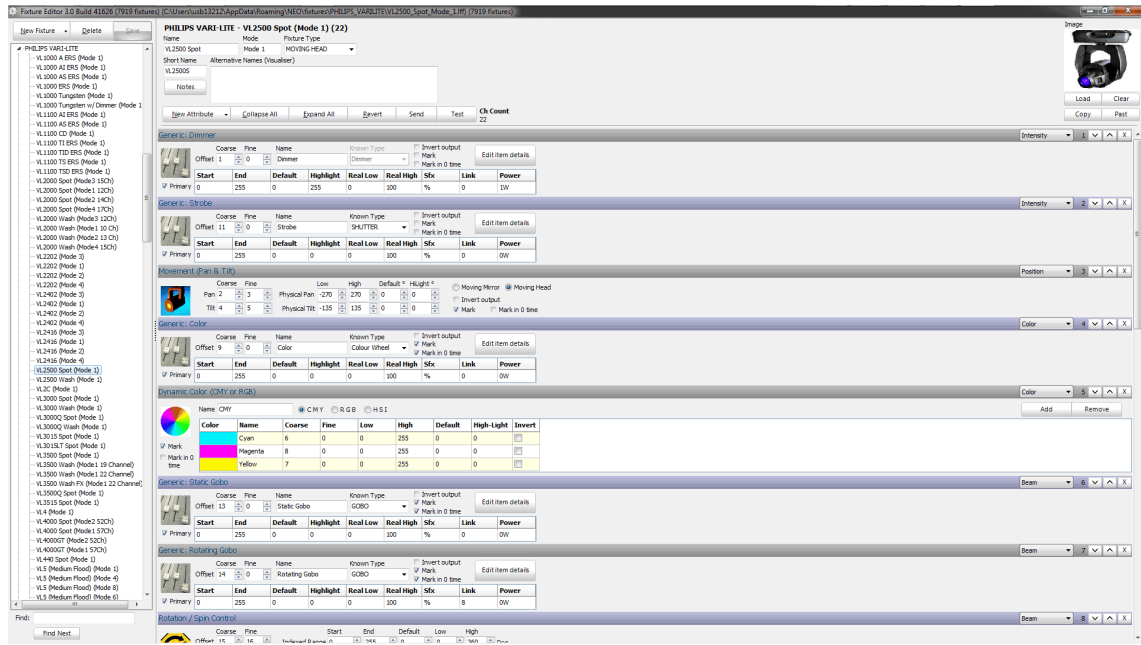 Fixture Editor 3.0 Build 41626 (7919 fixtures) (C:\Users\usb13212\AppData\Roaming\NEO\fixtures\PHILIPS_VARILITE\VL2500_Spot_Mode_1.lff) (7919 fixtures)
New Fixture Delete Save
PHILIPS VARI-LITE
VL1000 A ERS (Mode 1)
VL1000 AI ERS (Mode 1)
VL1000 AS ERS (Mode 1)
VL1000 ERS (Mode 1)
VL1000 Tungsten (Mode 1)
VL1000 Tungsten w/ Dimmer (Mode 1
VL1100 AI ERS (Mode 1)
VL1100 AS ERS (Mode 1)
VL1100 CD (Mode 1)
VL1100 TI ERS (Mode 1)
VL1100 TID ERS (Mode 1)
VL1100 TS ERS (Mode 1)
VL1100 TSD ERS (Mode 1)
VL2000 Spot (Mode3 15Ch)
VL2000 Spot (Mode1 12Ch)
VL2000 Spot (Mode2 14Ch)
VL2000 Spot (Mode4 17Ch)
VL2000 Wash (Mode3 12Ch)
VL2000 Wash (Mode1 10 Ch)
VL2000 Wash (Mode2 13 Ch)
VL2000 Wash (Mode4 15Ch)
VL2202 (Mode 3)
VL2202 (Mode 1)
VL2202 (Mode 2)
VL2202 (Mode 4)
VL2402 (Mode 3)
VL2402 (Mode 1)
VL2402 (Mode 2)
VL2402 (Mode 4)
VL2416 (Mode 3)
VL2416 (Mode 1)
VL2416 (Mode 2)
VL2416 (Mode 4)
VL2500 Spot (Mode 1)
VL2500 Wash (Mode 1)
VL2C (Mode 1)
VL3000 Spot (Mode 1)
VL3000 Wash (Mode 1)
VL3000Q Spot (Mode 1)
VL3000Q Wash (Mode 1)
VL3015 Spot (Mode 1)
VL3015LT Spot (Mode 1)
VL3500 Spot (Mode 1)
VL3500 Wash (Mode1 19 Channel)
VL3500 Wash (Mode1 22 Channel)
VL3500 Wash FX (Mode1 22 Channel)
VL3500Q Spot (Mode 1)
VL3515 Spot (Mode 1)
VL4 (Mode 1)
VL4000 Spot (Mode2 52Ch)
VL4000 Spot (Mode1 57Ch)
VL4000GT (Mode2 52Ch)
VL4000GT (Mode1 57Ch)
VL440 Spot (Mode 1)
VL5 (Medium Flood) (Mode 1)
VL5 (Medium Flood) (Mode 4)
VL5 (Medium Flood) (Mode 8)
VL5 (Medium Flood) (Mode 6)
Find:
Find Next
PHILIPS VARI-LITE - VL2500 Spot (Mode 1) (22)
Name Mode Fixture Type
VL2500 Spot Mode 1 MOVING HEAD
Short Name Alternative Names (Visualiser)
VL2500S
Notes
New Attribute Collapse All Expand All Revert Send Test Ch Count
22
Image
Load Clear
Copy Past
Generic: Dimmer Intensity 1 X
Coarse Fine Name Known Type Invert output
Offset 1 0 Dimmer Dimmer Mark Edit item details
Mark in 0 time
Start End Default Highlight Real Low Real High Sfx Link Power
Primary 0 255 0 255 0 100 % 0 1W
Generic: Strobe Intensity 2 X
Coarse Fine Name Known Type Invert output
Offset 11 0 Strobe SHUTTER Mark Edit item details
Mark in 0 time
Start End Default Highlight Real Low Real High Sfx Link Power
Primary 0 255 0 0 0 100 % 0 0W
Movement (Pan & Tilt) Position 3 X
Coarse Fine Low High Default ° HiLight °
Pan 2 3 Physical Pan -270 270 0 0 Moving Mirror Moving Head
Invert output
Tilt 4 5 Physical Tilt -135 135 0 0 Mark Mark in 0 time
Generic: Color Color 4 X
Coarse Fine Name Known Type Invert output
Offset 9 0 Color Colour Wheel Mark Edit item details
Mark in 0 time
Start End Default Highlight Real Low Real High Sfx Link Power
Primary 0 255 0 0 0 100 % 0 0W
Dynamic Color (CMY or RGB) Color 5 X
Name CMY C M Y R G B H S I Add Remove
Color Name Coarse Fine Low High Default High-Light Invert
Cyan 6 0 0 255 0 0
Mark Magenta 8 0 0 255 0 0
Mark in 0 time Yellow 7 0 0 255 0 0
Generic: Static Gobo Beam 6 X
Coarse Fine Name Known Type Invert output
Offset 13 0 Static Gobo GOBO Mark Edit item details
Mark in 0 time
Start End Default Highlight Real Low Real High Sfx Link Power
Primary 0 255 0 0 0 100 % 0 0W
Generic: Rotating Gobo Beam 7 X
Coarse Fine Name Known Type Invert output
Offset 14 0 Rotating Gobo GOBO Mark Edit item details
Mark in 0 time
Start End Default Highlight Real Low Real High Sfx Link Power
Primary 0 255 0 0 0 100 % 8 0W
Rotation / Spin Control Beam 8 X
Coarse Fine Start End Default Low High
Offset 15 16 Indexed Range 0 255 0 0 360 Deg